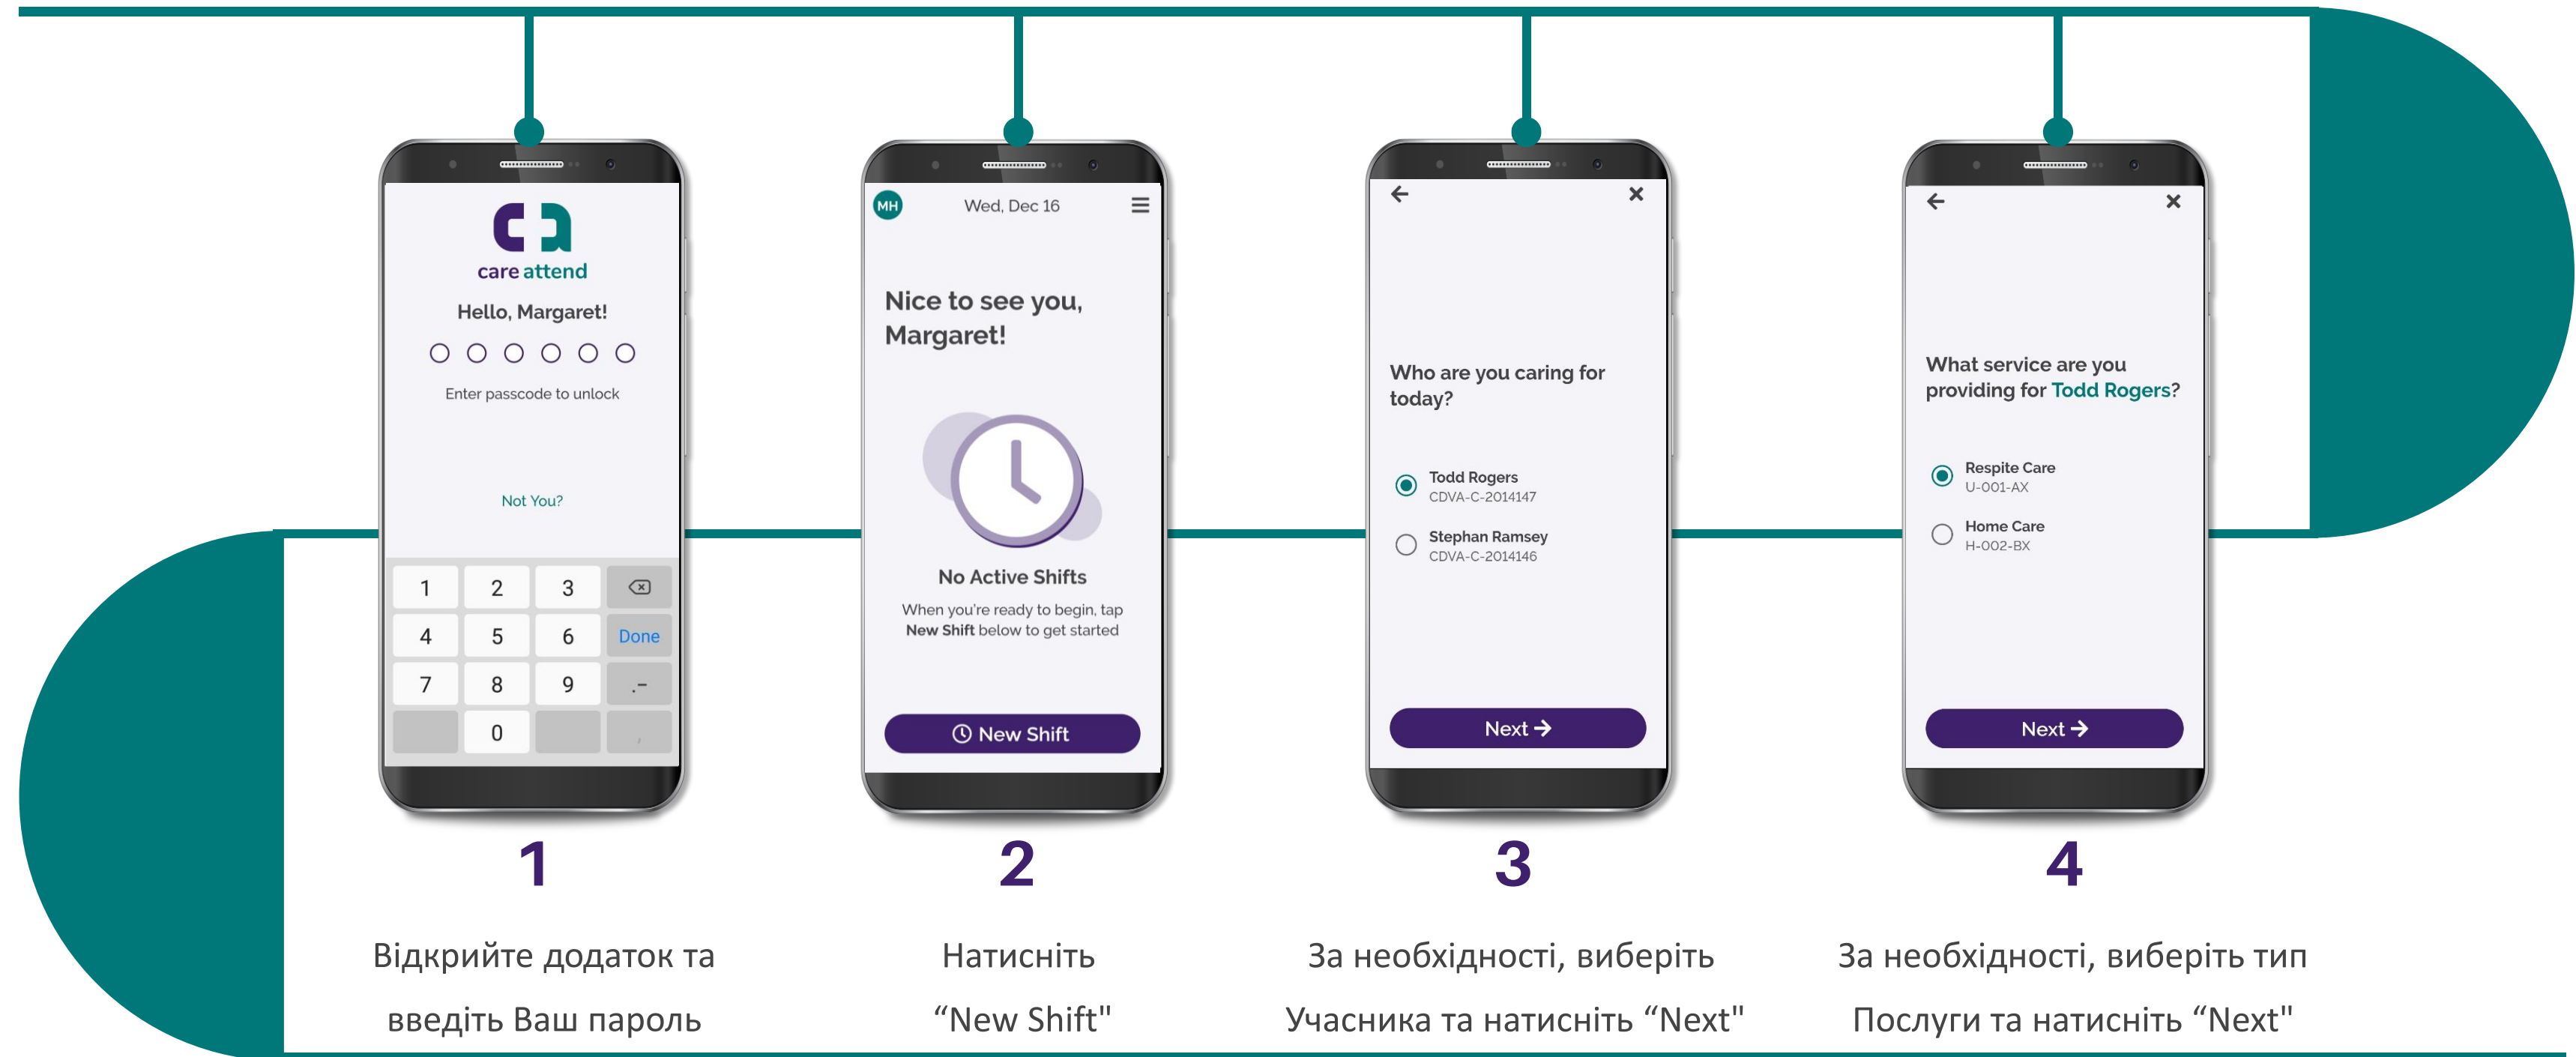 care attend
Hello, Margaret!
Enter passcode to unlock
Not You?
1 2 3
4 5 6 Done
7 8 9 .-
0 ,
1
Відкрийте додаток та
введіть Ваш пароль
MH Wed, Dec 16
Nice to see you,
Margaret!
No Active Shifts
When you're ready to begin, tap
New Shift below to get started
New Shift
2
Натисніть
“New Shift"
Who are you caring for
today?
Todd Rogers
CDVA-C-2014147
Stephan Ramsey
CDVA-C-2014146
Next →
3
За необхідності, виберіть
Учасника та натисніть “Next"
What service are you
providing for Todd Rogers?
Respite Care
U-001-AX
Home Care
H-002-BX
Next →
4
За необхідності, виберіть тип
Послуги та натисніть “Next"